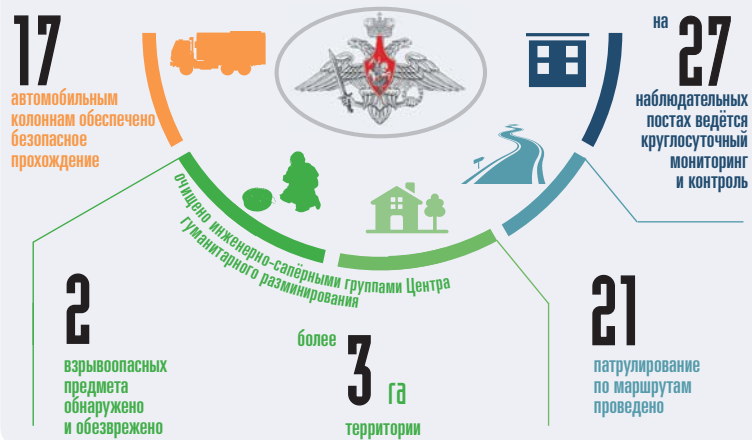 17
автомобильным
колоннам обеспечено
безопасное
прохождение
на 27
наблюдательных
постах ведётся
круглосуточный
мониторинг
и контроль
очищено инженерно-сапёрными группами Центра
гуманитарного разминирования
2
взрывоопасных
предмета
обнаружено
и обезврежено
более 3 га
территории
21
патрулирование
по маршрутам
проведено